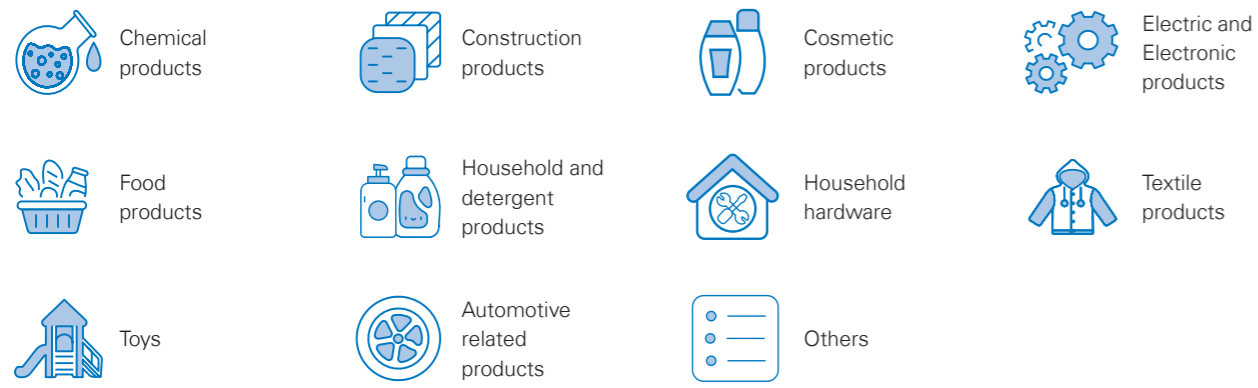 Chemical
products
Construction
products
Cosmetic
products
Electric and
Electronic
products
Food
products
Household and
detergent
products
Household
hardware
Textile
products
Toys
Automotive
related
products
Others